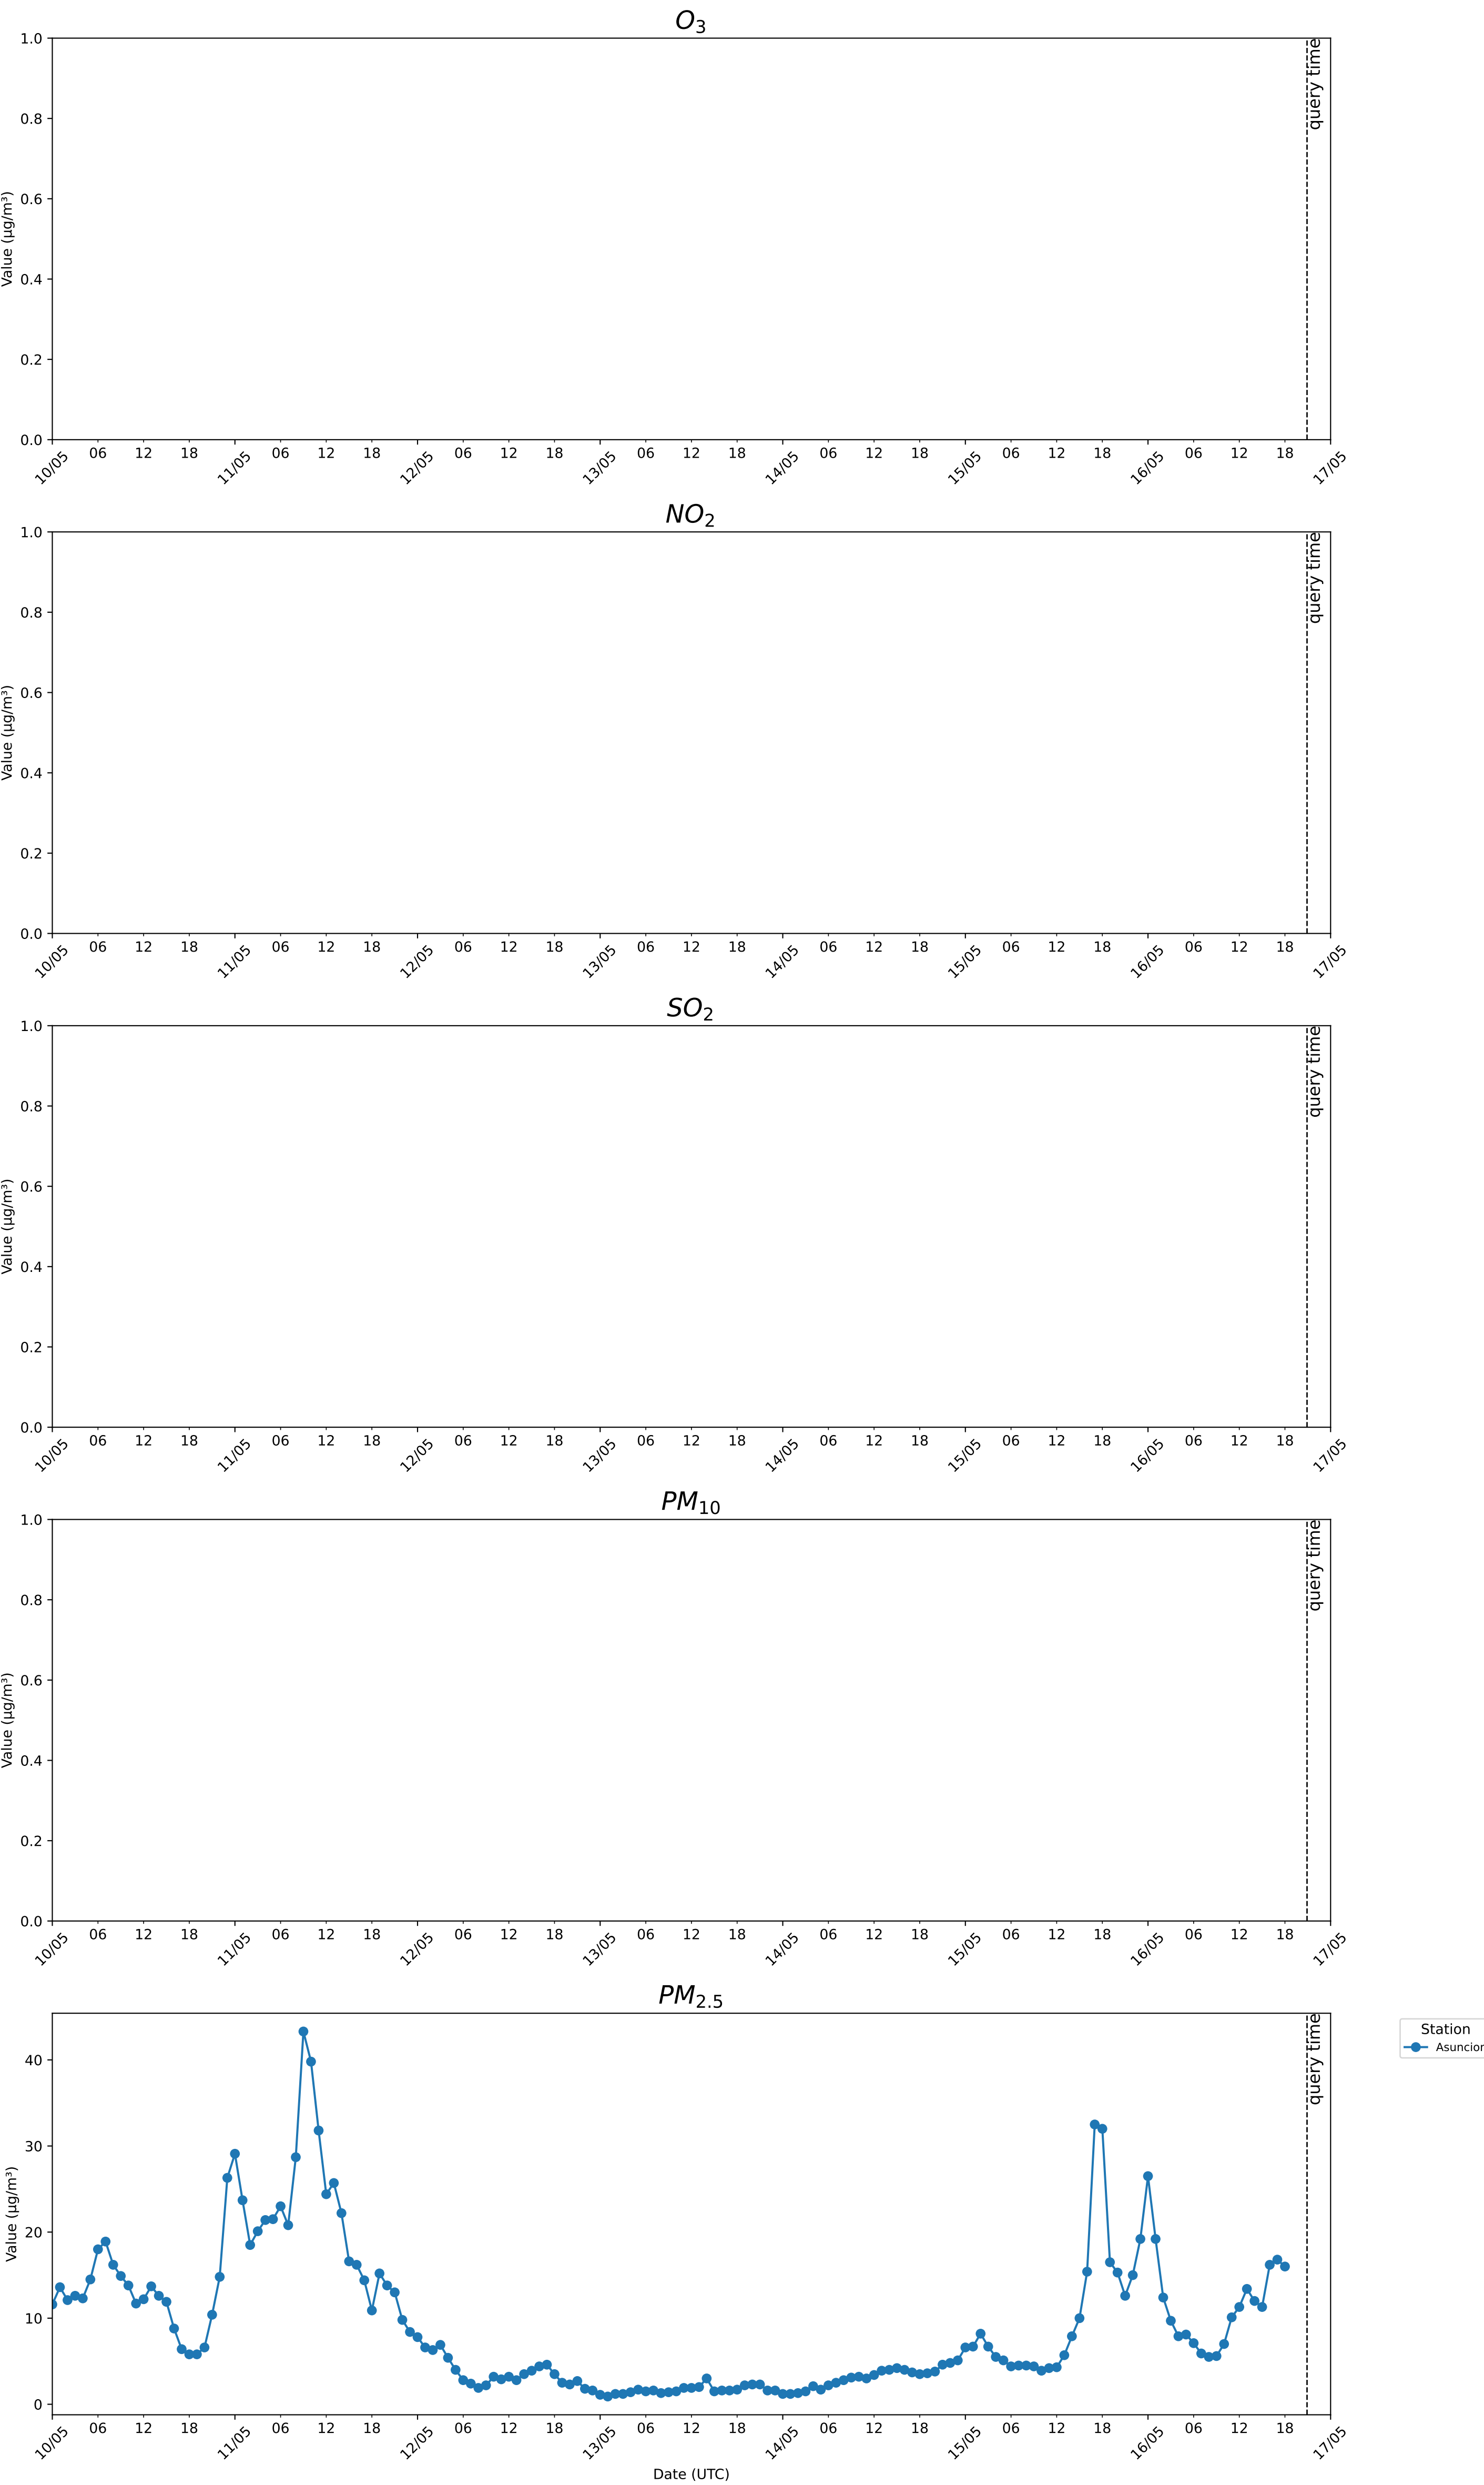 O3
Value (µg/m³)
1.0
0.8
0.6
0.4
0.2
0.0
query time
10/05 06 12 18 11/05 06 12 18 12/05 06 12 18 13/05 06 12 18 14/05 06 12 18 15/05 06 12 18 16/05 06 12 18 17/05
NO2
Value (µg/m³)
1.0
0.8
0.6
0.4
0.2
0.0
query time
10/05 06 12 18 11/05 06 12 18 12/05 06 12 18 13/05 06 12 18 14/05 06 12 18 15/05 06 12 18 16/05 06 12 18 17/05
SO2
Value (µg/m³)
1.0
0.8
0.6
0.4
0.2
0.0
query time
10/05 06 12 18 11/05 06 12 18 12/05 06 12 18 13/05 06 12 18 14/05 06 12 18 15/05 06 12 18 16/05 06 12 18 17/05
PM10
Value (µg/m³)
1.0
0.8
0.6
0.4
0.2
0.0
query time
10/05 06 12 18 11/05 06 12 18 12/05 06 12 18 13/05 06 12 18 14/05 06 12 18 15/05 06 12 18 16/05 06 12 18 17/05
PM2.5
Value (µg/m³)
40
30
20
10
0
query time
Station
Asuncion
10/05 06 12 18 11/05 06 12 18 12/05 06 12 18 13/05 06 12 18 14/05 06 12 18 15/05 06 12 18 16/05 06 12 18 17/05
Date (UTC)